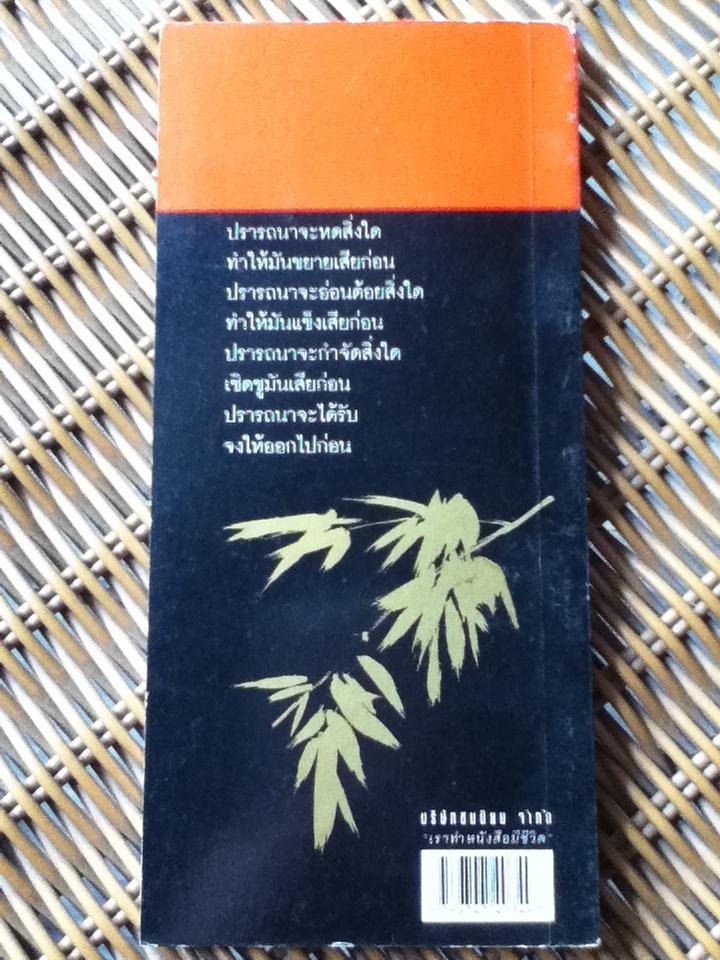 ปรารถนาจะหดสิ่งใด
ทำให้มันขยายเสียก่อน
ปรารถนาจะอ่อนด้อยสิ่งใด
ทำให้มันแข็งเสียก่อน
ปรารถนาจะกำจัดสิ่งใด
เชิดชูมันเสียก่อน
ปรารถนาจะได้รับ
จงให้ออกไปก่อน
บริษัท จำกัด
"เราทำหนังสือมีชีวิต"